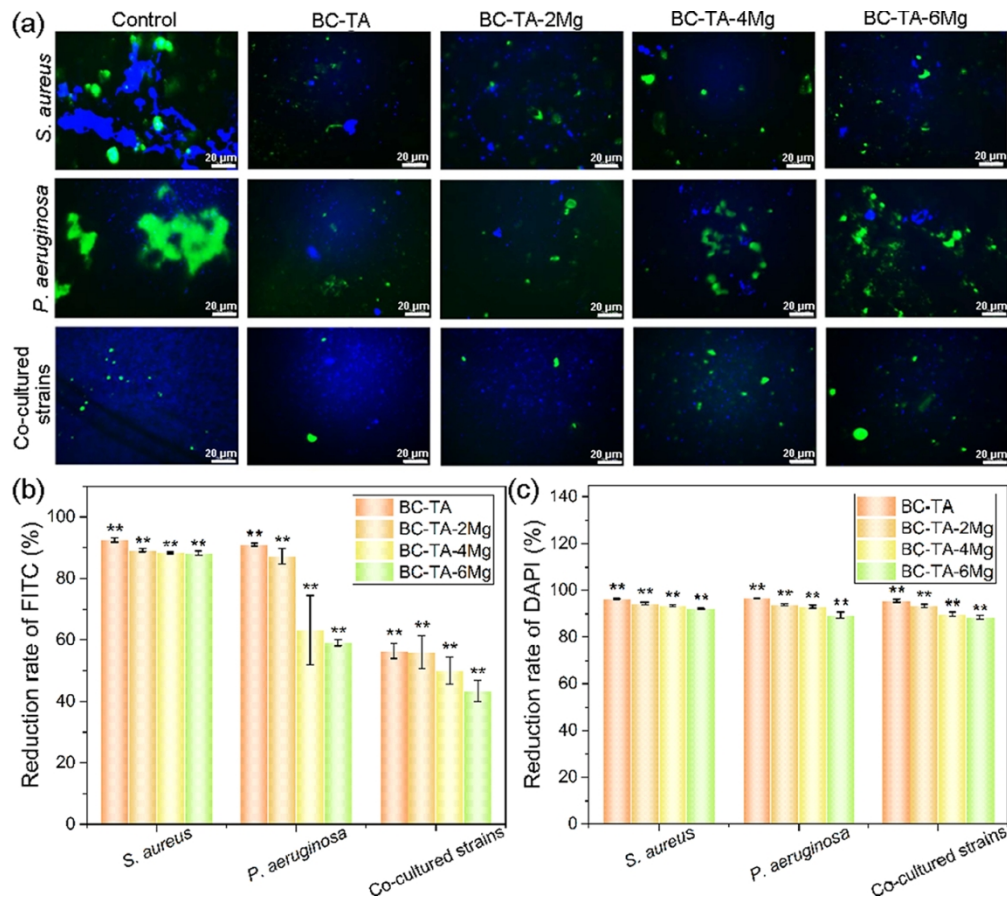 (a)
Control
BC-TA
BC-TA-2Mg
BC-TA-4Mg
BC-TA-6Mg
S. aureus
20 μm
20 μm
20 μm
20 μm
20 μm
P. aeruginosa
20 μm
20 μm
20 μm
20 μm
20 μm
Co-cultured
strains
20 μm
20 μm
20 μm
20 μm
20 μm
(b)
Reduction rate of FITC (%)
100
80
60
40
20
0
BC-TA
BC-TA-2Mg
BC-TA-4Mg
BC-TA-6Mg
** ** ** **
** ** ** **
** ** ** **
S. aureus
P. aeruginosa
Co-cultured strains
(c)
Reduction rate of DAPI (%)
140
120
100
80
60
40
20
0
BC-TA
BC-TA-2Mg
BC-TA-4Mg
BC-TA-6Mg
** ** ** **
** ** ** **
** ** ** **
S. aureus
P. aeruginosa
Co-cultured strains